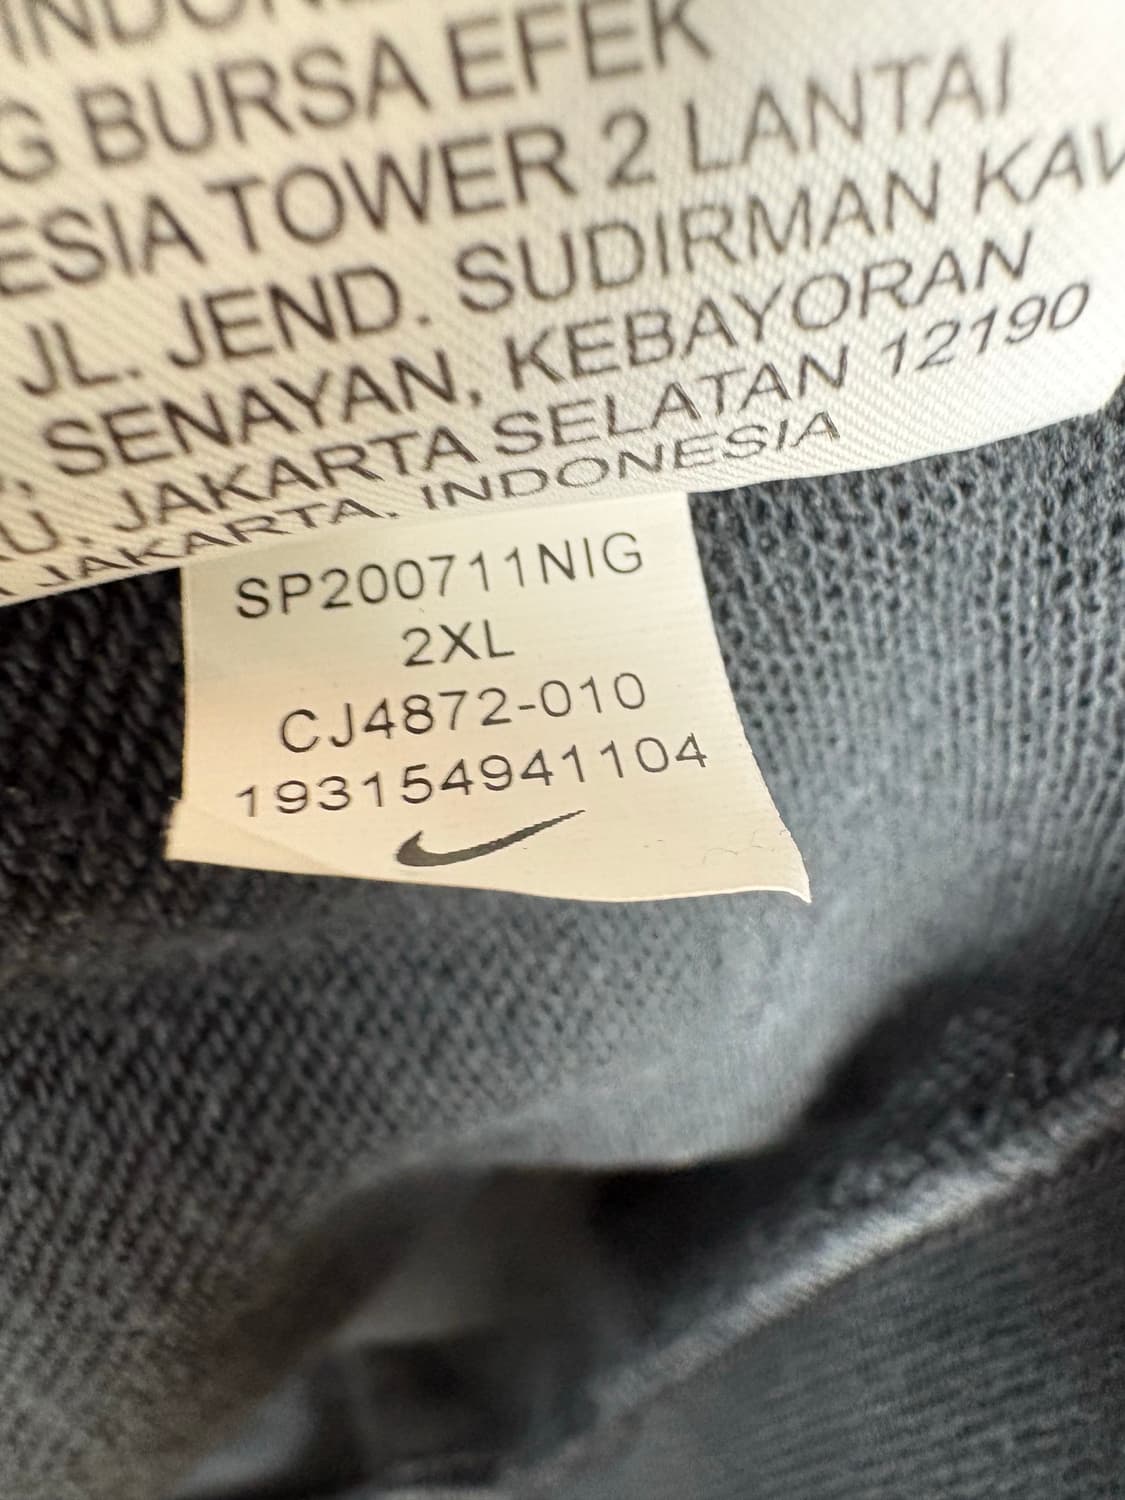 INDONE
G BURSA EFEK
ESIA TOWER 2 LANTAI
JL. JEND. SUDIRMAN KAV
SENAYAN, KEBAYORAN
U, JAKARTA SELATAN 12190
JAKARTA, INDONESIA
SP200711NIG
2XL
CJ4872-010
193154941104